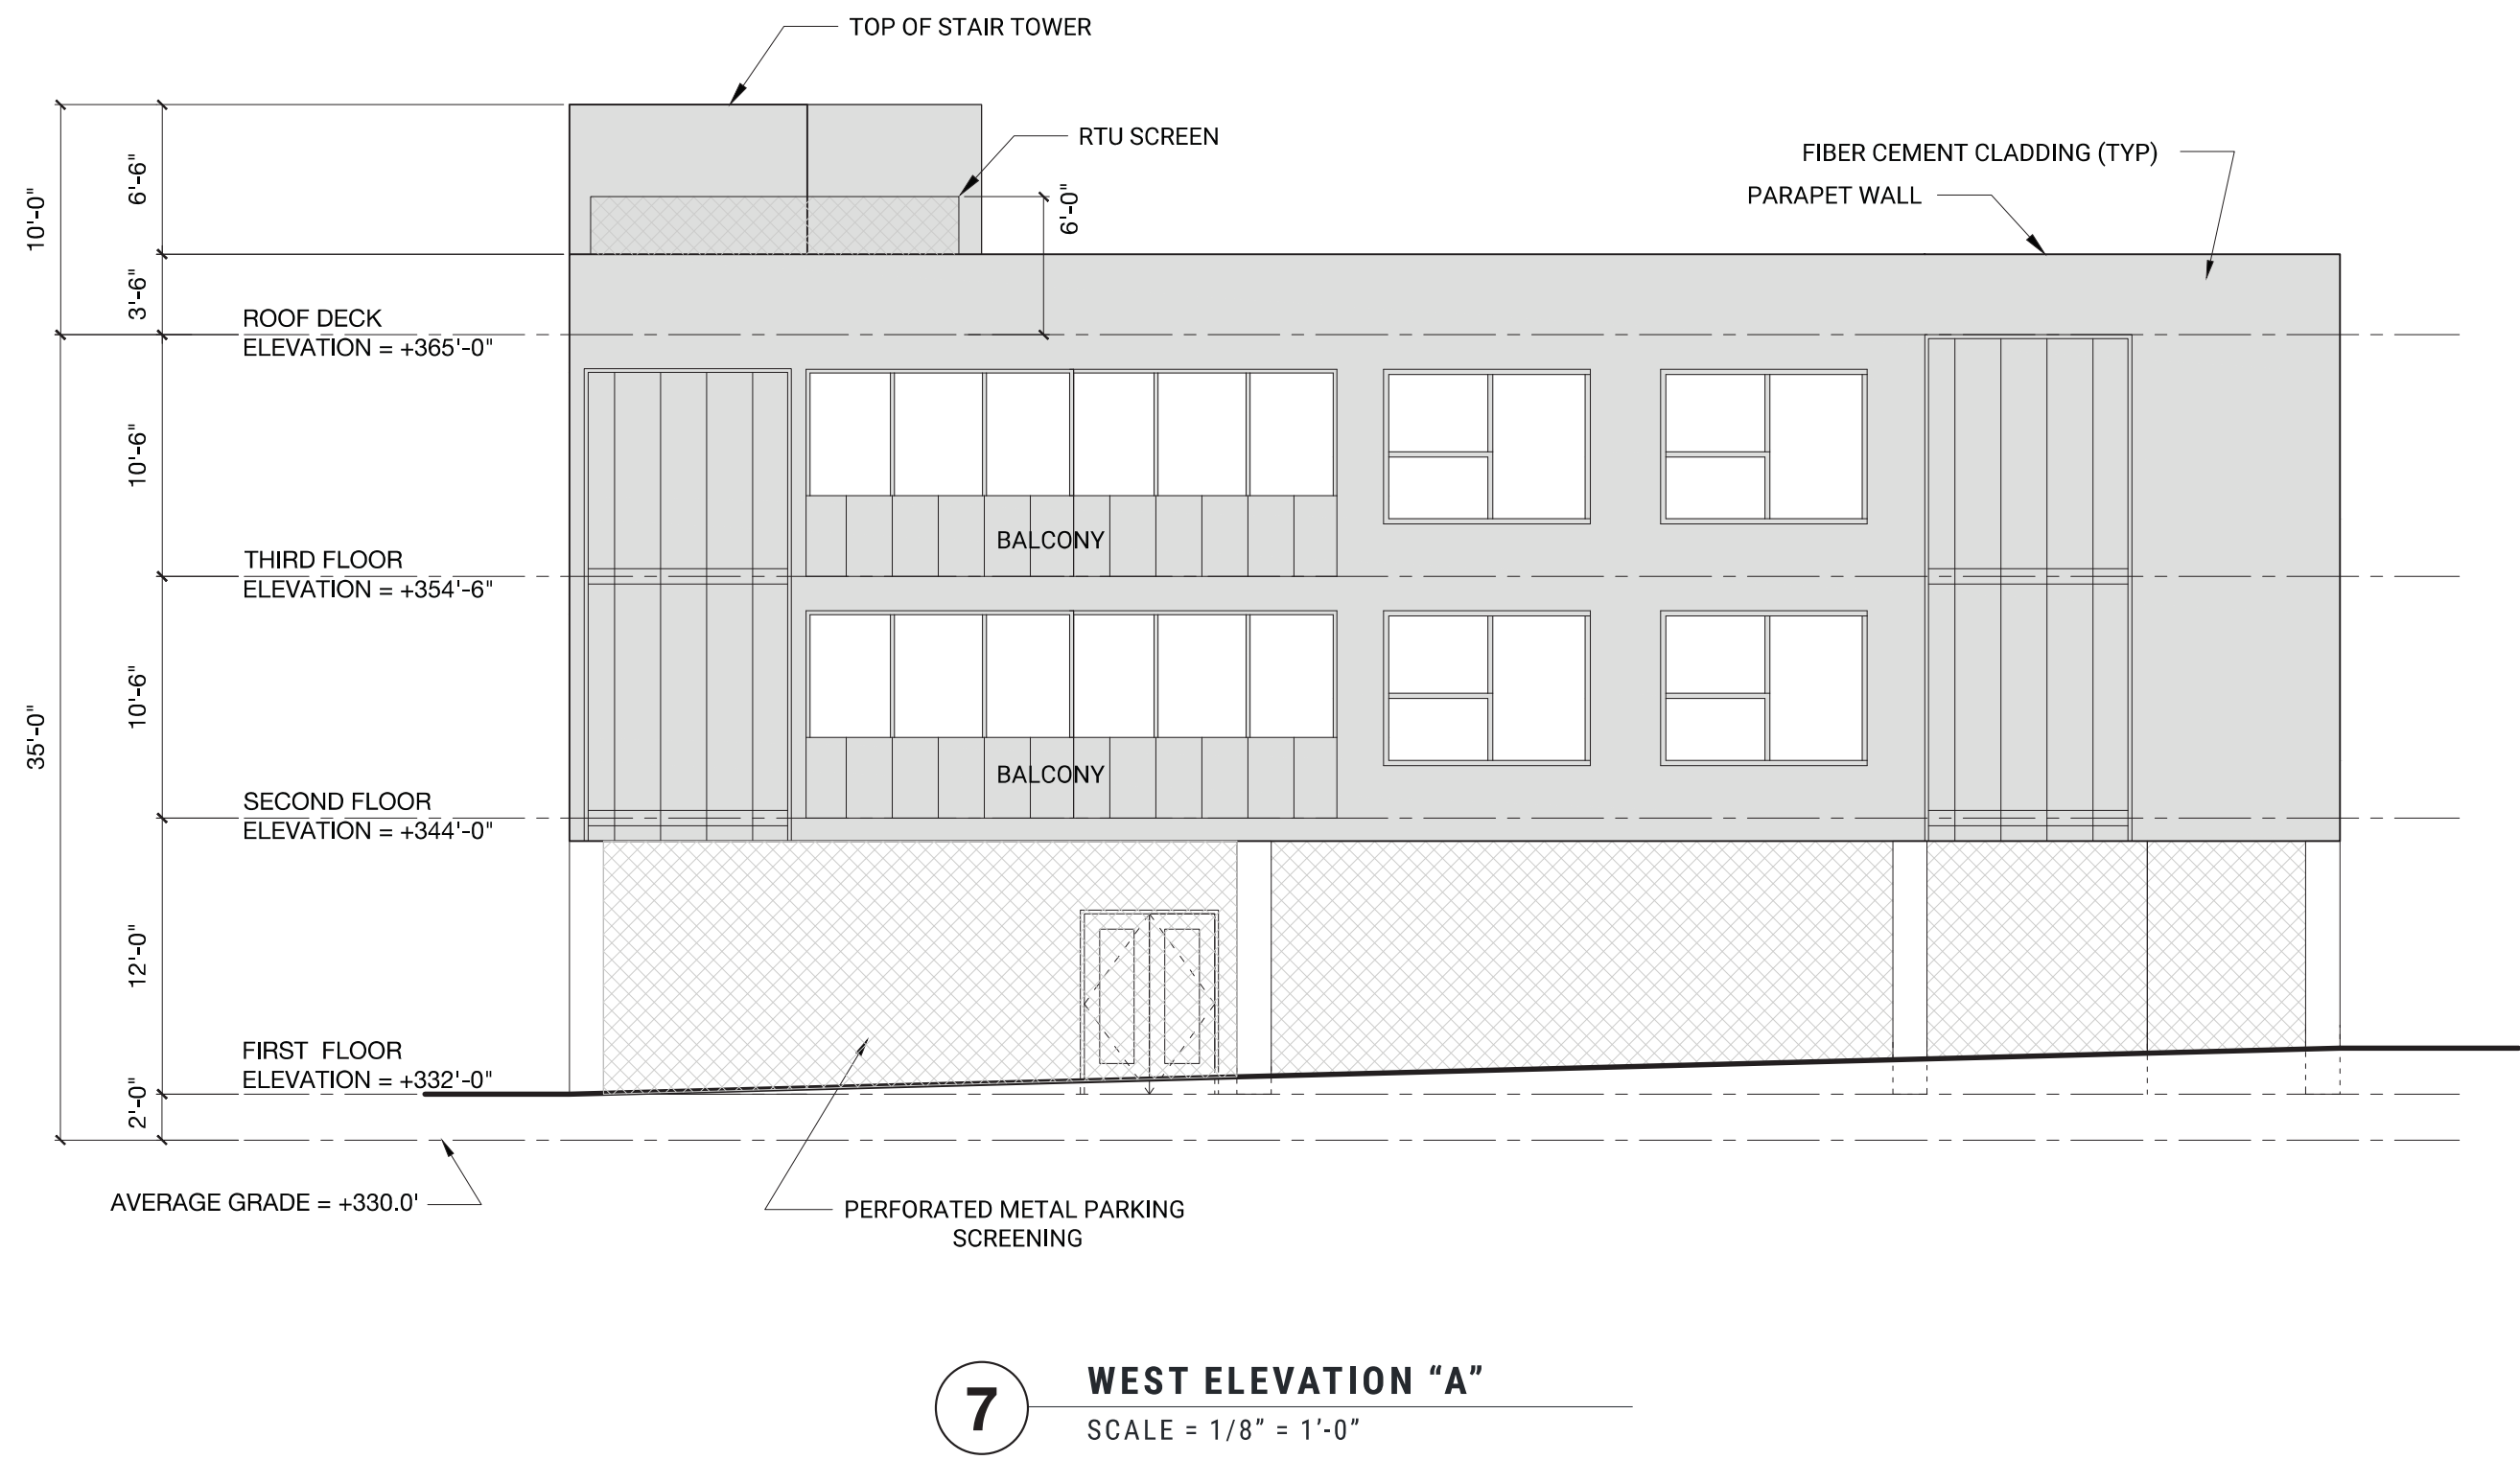 TOP OF STAIR TOWER
RTU SCREEN
FIBER CEMENT CLADDING (TYP)
PARAPET WALL
6'-6"
10'-0"
6'-0"
3'-6"
ROOF DECK
ELEVATION = +365'-0"
10'-6"
BALCONY
THIRD FLOOR
ELEVATION = +354'-6"
10'-6"
35'-0"
BALCONY
SECOND FLOOR
ELEVATION = +344'-0"
12'-0"
FIRST FLOOR
ELEVATION = +332'-0"
2'-0"
AVERAGE GRADE = +330.0'
PERFORATED METAL PARKING
SCREENING
7
WEST ELEVATION “A”
SCALE = 1/8” = 1’-0”